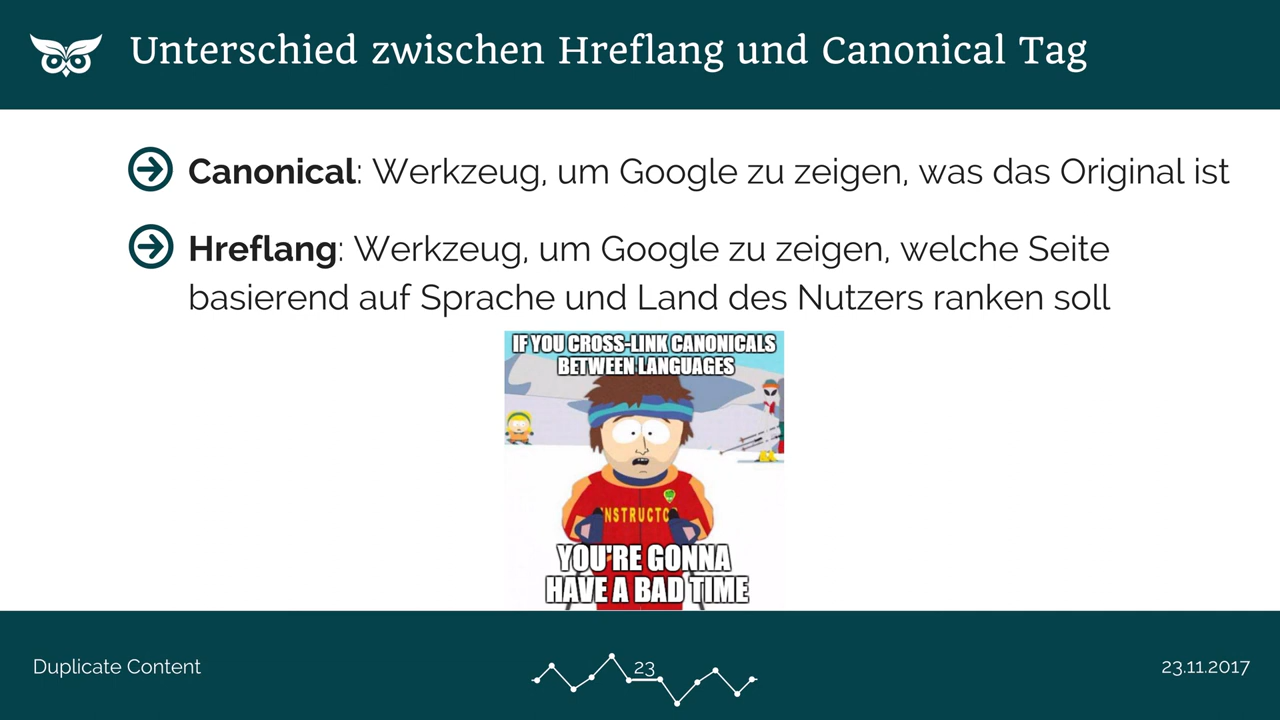 Unterschied zwischen Hreflang und Canonical Tag
Canonical: Werkzeug, um Google zu zeigen, was das Original ist
Hreflang: Werkzeug, um Google zu zeigen, welche Seite
basierend auf Sprache und Land des Nutzers ranken soll
IF YOU CROSS-LINK CANONICALS
BETWEEN LANGUAGES
NSTRUCTO
YOU'RE GONNA
HAVE A BAD TIME
Duplicate Content
23
23.11.2017